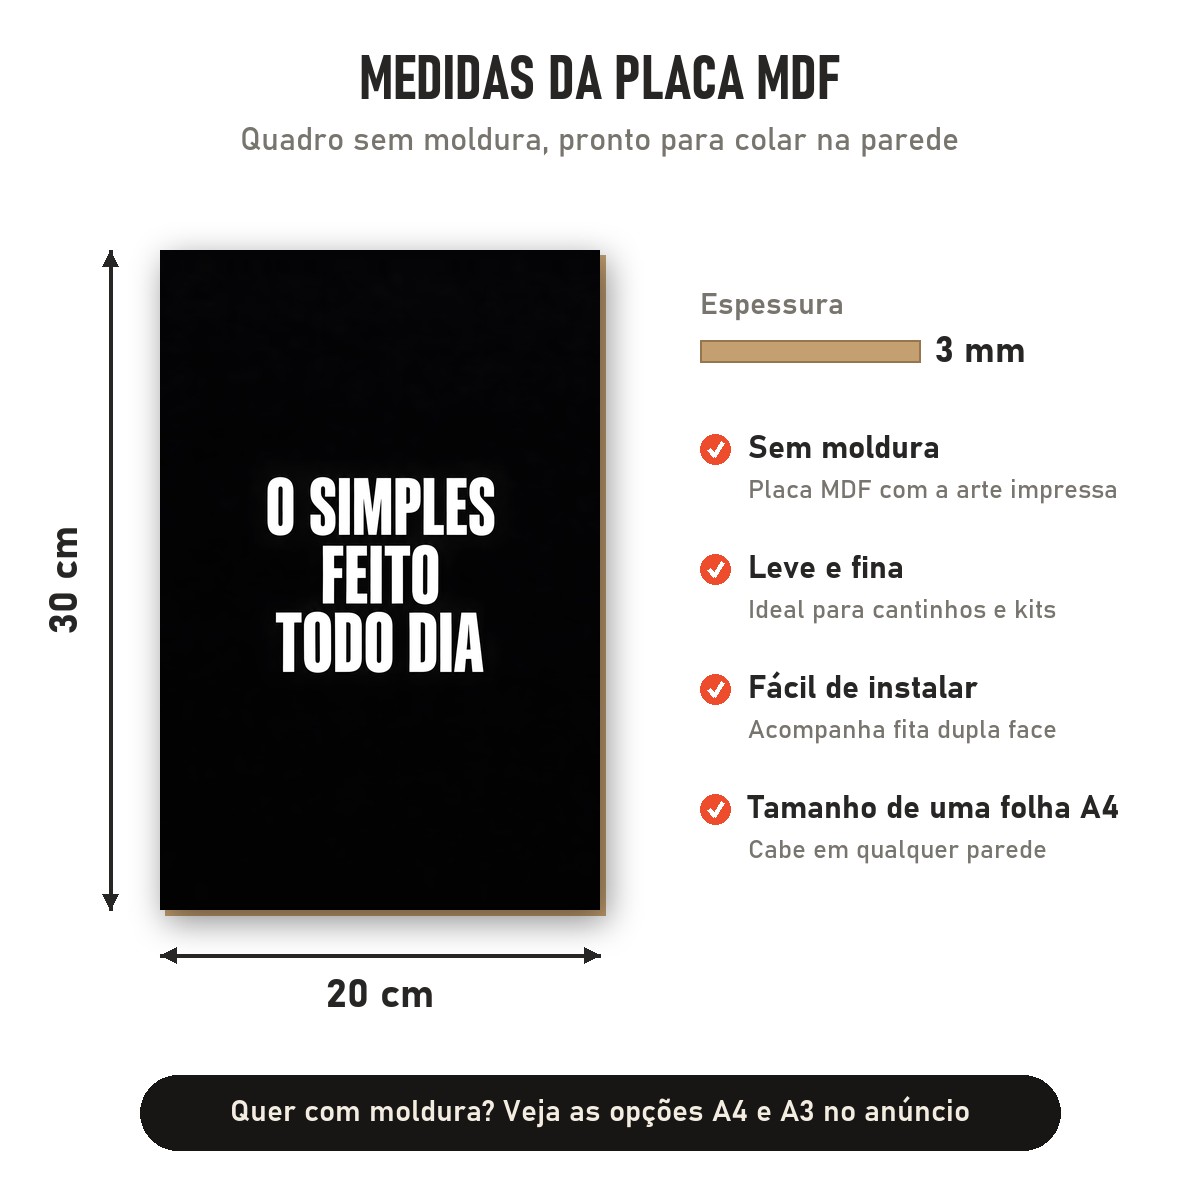 MEDIDAS DA PLACA MDF
Quadro sem moldura, pronto para colar na parede
30 cm
O SIMPLES
FEITO
TODO DIA
20 cm
Espessura
3 mm
Sem moldura
Placa MDF com a arte impressa
Leve e fina
Ideal para cantinhos e kits
Fácil de instalar
Acompanha fita dupla face
Tamanho de uma folha A4
Cabe em qualquer parede
Quer com moldura? Veja as opções A4 e A3 no anúncio